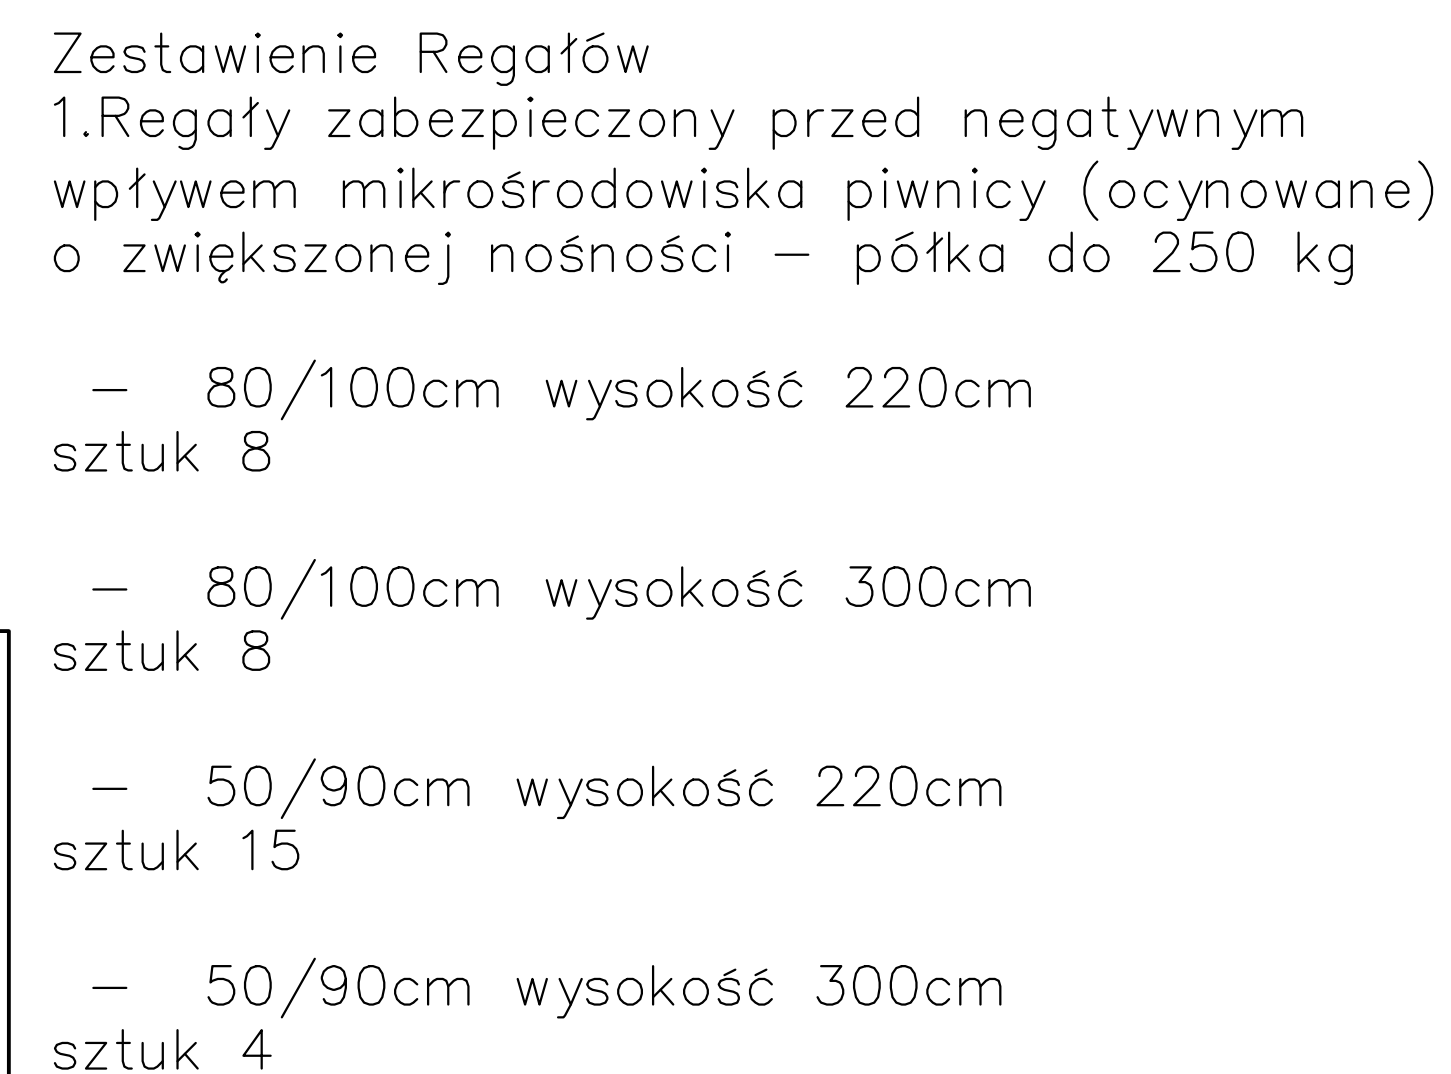 Zestawienie Regałów
1.Regały zabezpieczony przed negatywnym
wpływem mikrośrodowiska piwnicy (ocynowane)
o zwiększonej nośności – półka do 250 kg
– 80/100cm wysokość 220cm
sztuk 8
– 80/100cm wysokość 300cm
sztuk 8
– 50/90cm wysokość 220cm
sztuk 15
– 50/90cm wysokość 300cm
sztuk 4